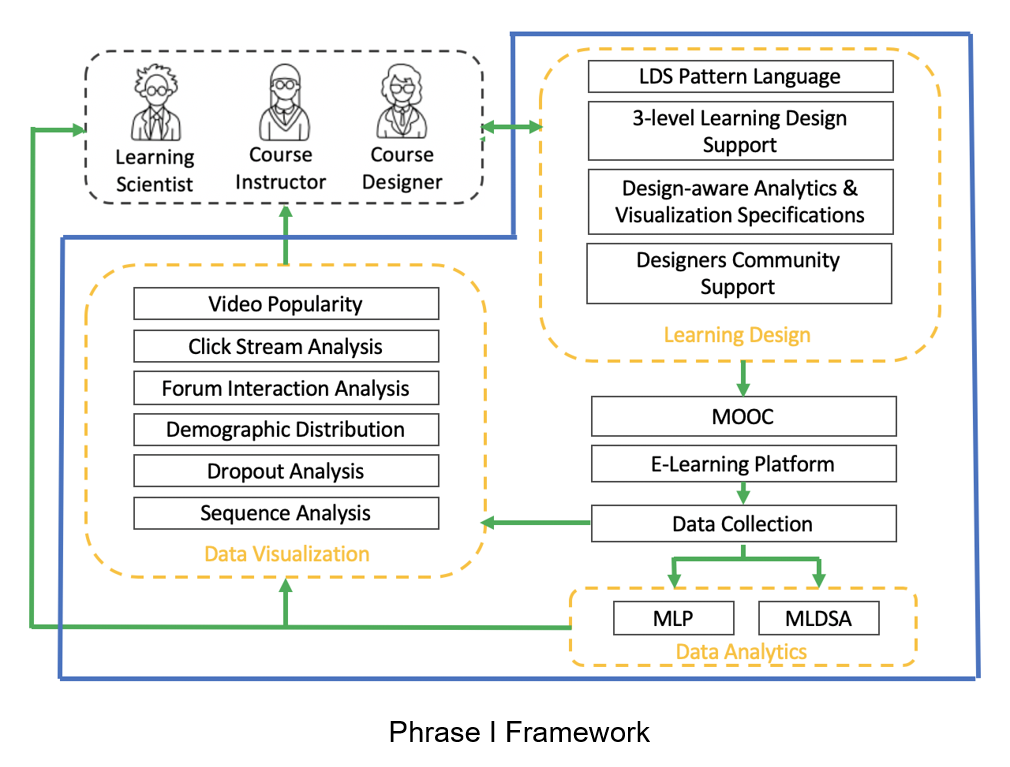 Learning
Scientist
Course
Instructor
Course
Designer
LDS Pattern Language
3-level Learning Design
Support
Design-aware Analytics &
Visualization Specifications
Designers Community
Support
Learning Design
Video Popularity
Click Stream Analysis
Forum Interaction Analysis
Demographic Distribution
Dropout Analysis
Sequence Analysis
Data Visualization
MOOC
E-Learning Platform
Data Collection
MLP
MLDSA
Data Analytics
Phrase I Framework